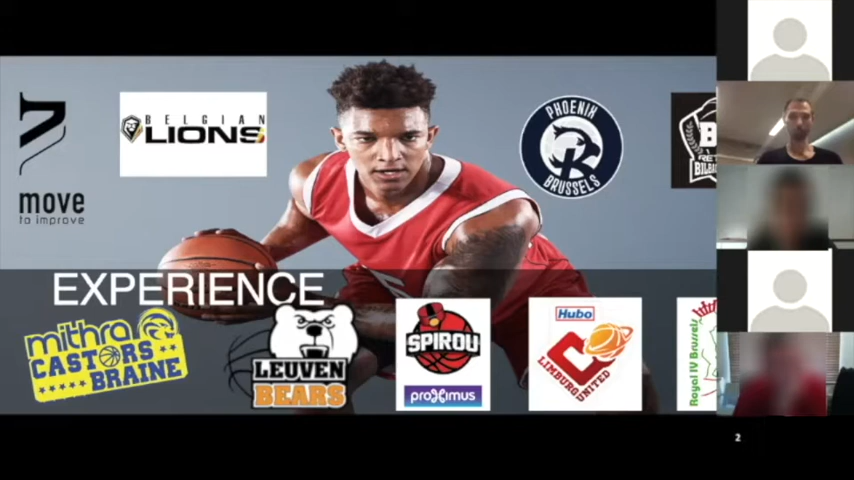 BELGIAN
LIONS
PHOENIX
BRUSSELS
move
to improve
EXPERIENCE
mithra
CASTORS
BRAINE
LEUVEN
BEARS
SPIROU
proximus
Hubo
LIMBURG
UNITED
Royal IV Brussels
2